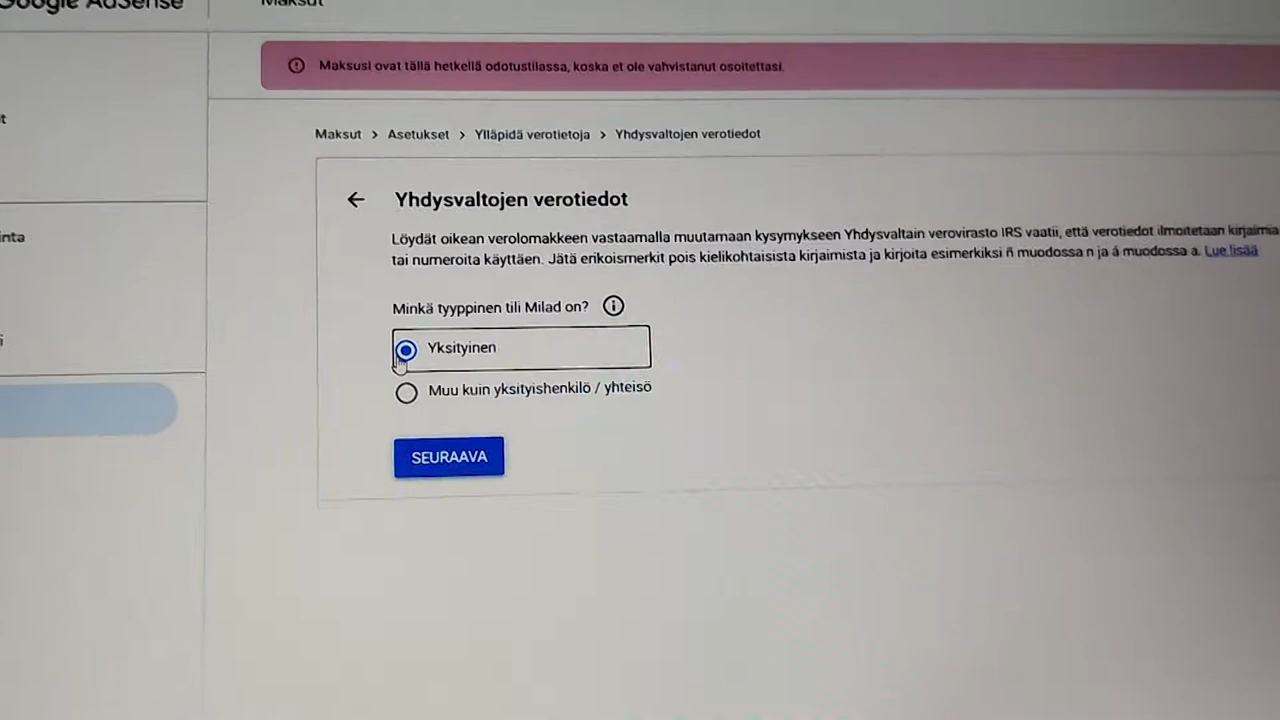 Google AdSense
Maksut
Maksusi ovat tällä hetkellä odotustilassa, koska et ole vahvistanut osoitettasi.
Maksut > Asetukset > Ylläpidä verotietoja > Yhdysvaltojen verotiedot
Yhdysvaltojen verotiedot
Löydät oikean verolomakkeen vastaamalla muutamaan kysymykseen Yhdysvaltain verovirasto IRS vaatii, että verotiedot ilmoitetaan kirjaimia
tai numeroita käyttäen. Jätä erikoismerkit pois kielikohtaisista kirjaimista ja kirjoita esimerkiksi ñ muodossa n ja á muodossa a. Lue lisää
Minkä tyyppinen tili Milad on?
Yksityinen
Muu kuin yksityishenkilö / yhteisö
SEURAAVA
t
inta
i